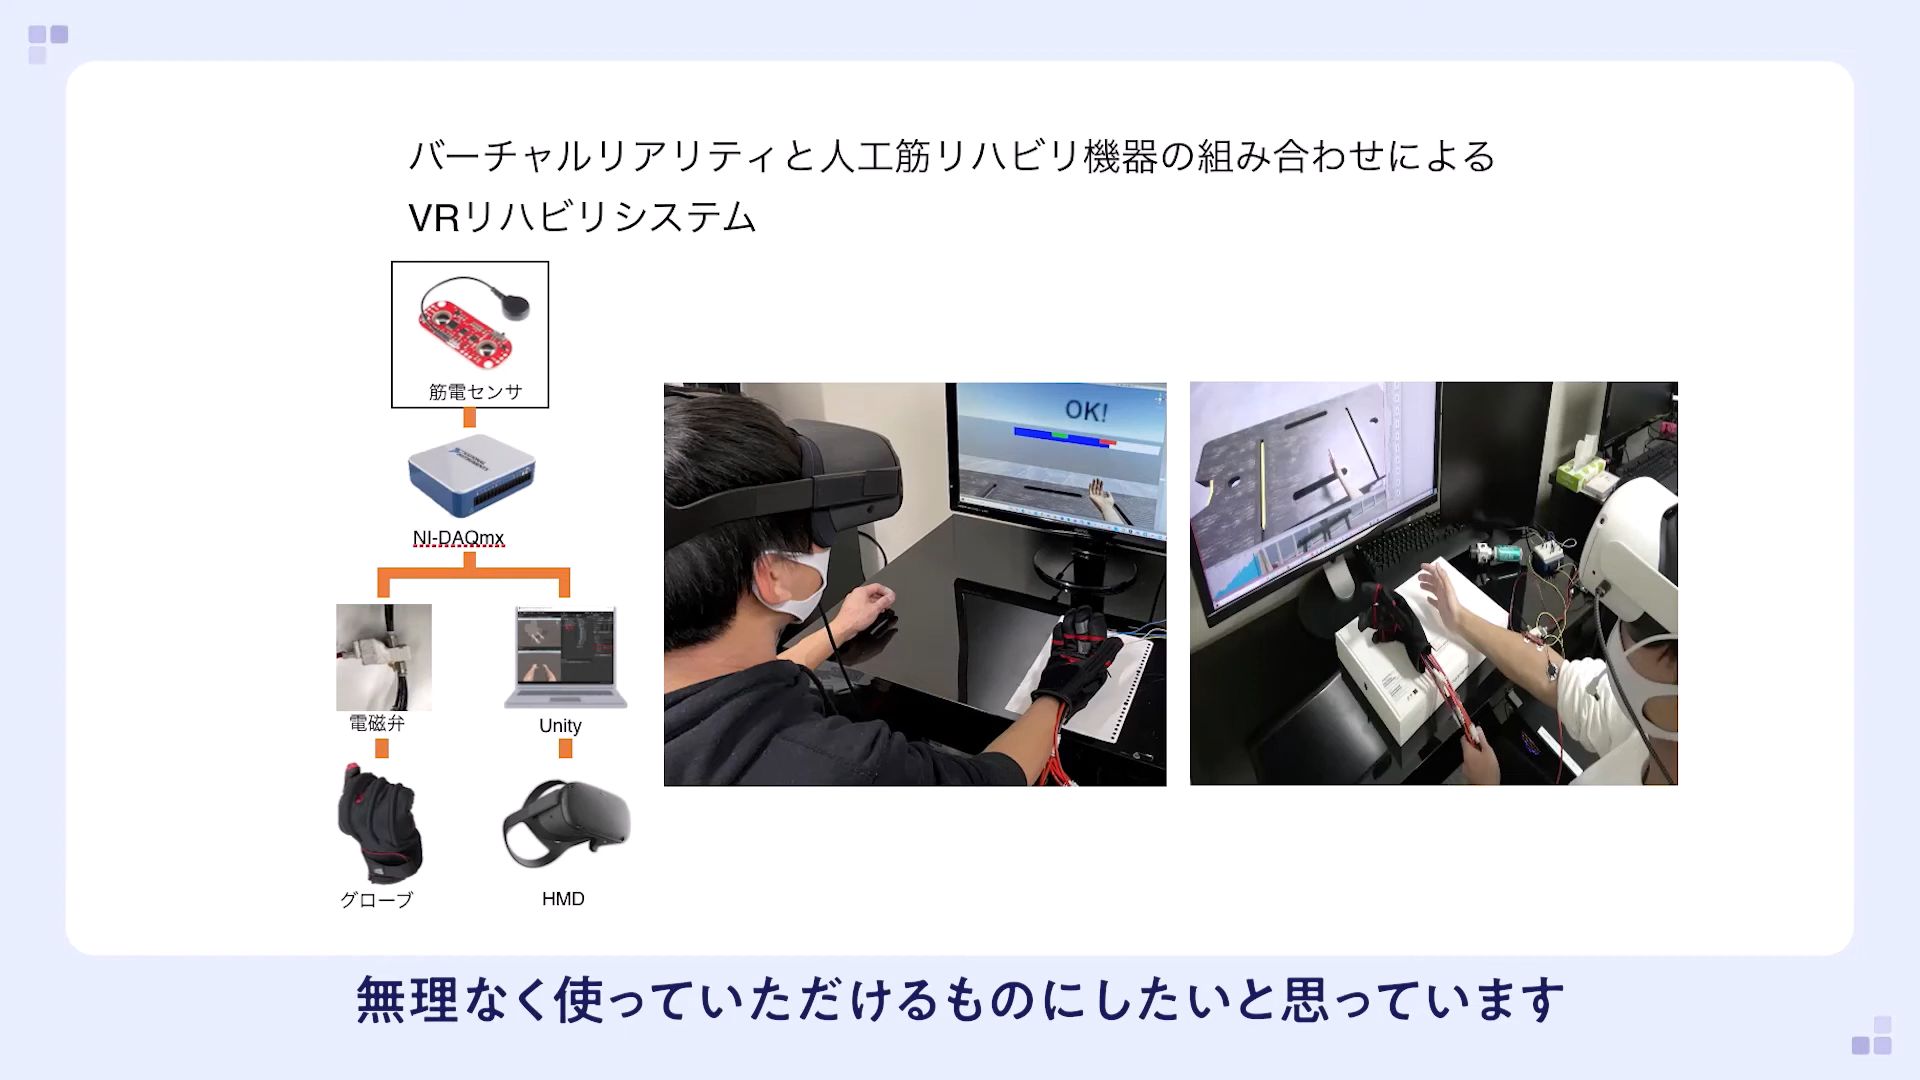 バーチャルリアリティと人工筋リハビリ機器の組み合わせによる
VRリハビリシステム
筋電センサ
NATIONAL
INSTRUMENTS
NI-DAQmx
電磁弁
Unity
グローブ
HMD
OK!
無理なく使っていただけるものにしたいと思っています